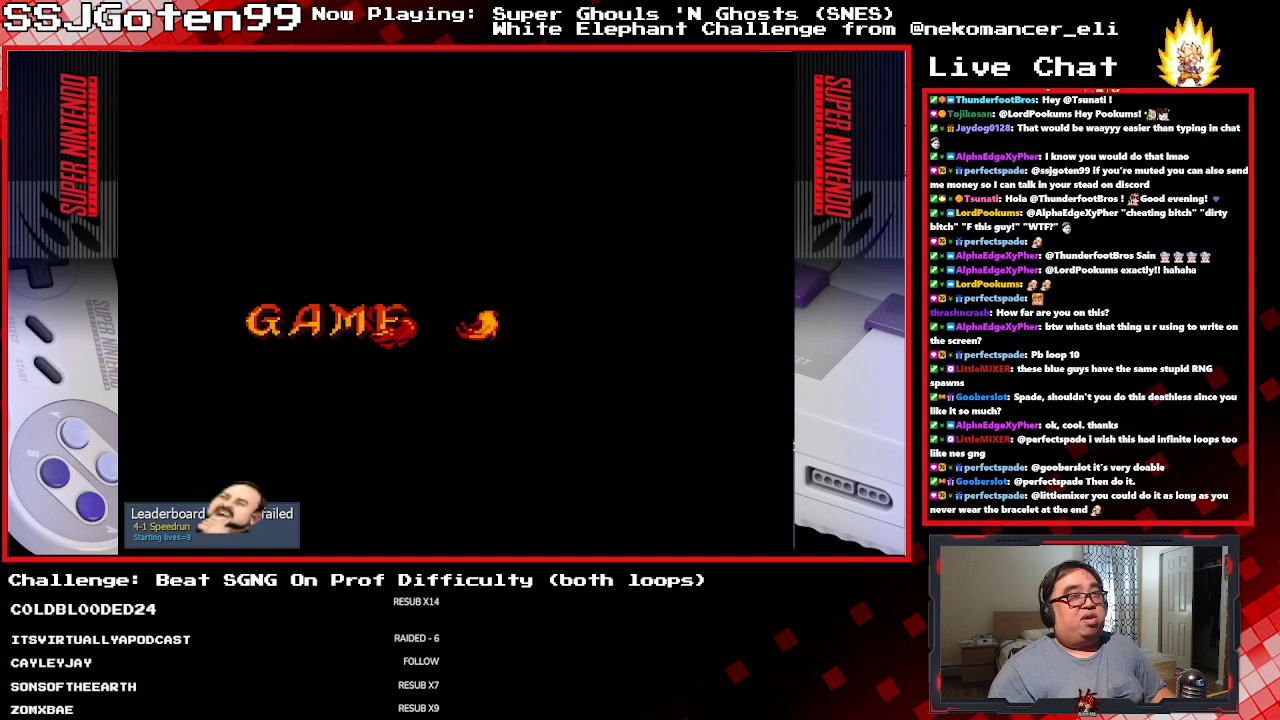 SSJGoten99
Now Playing: Super Ghouls 'N Ghosts (SNES)
White Elephant Challenge from @nekomancer_eli
Live Chat
SUPER NINTENDO
SUPER NINTENDO
SUPER NINTENDO
SELECT
START
GAME
Leaderboard failed
4-1 Speedrun
Starting lives=9
ThunderfootBros: Hey @Tsunati !
Tojikosan: @LordPookums Hey Pookums!
Jaydog0128: That would be waayyy easier than typing in chat
AlphaEdgeXyPher: I know you would do that lmao
perfectspade: @ssjgoten99 if you're muted you can also send
me money so I can talk in your stead on discord
Tsunati: Hola @ThunderfootBros ! Good evening!
LordPookums: @AlphaEdgeXyPher "cheating bitch" "dirty
bitch" "F this guy!" "WTF?"
perfectspade:
AlphaEdgeXyPher: @ThunderfootBros Sain
AlphaEdgeXyPher: @LordPookums exactly!! hahaha
LordPookums:
perfectspade:
thrashncrash: How far are you on this?
AlphaEdgeXyPher: btw whats that thing u r using to write on
the screen?
perfectspade: Pb loop 10
LittleMIXER: these blue guys have the same stupid RNG
spawns
Gooberslot: Spade, shouldn't you do this deathless since you
like it so much?
AlphaEdgeXyPher: ok, cool. thanks
LittleMIXER: @perfectspade i wish this had infinite loops too
like nes gng
perfectspade: @gooberslot it's very doable
Gooberslot: @perfectspade Then do it.
perfectspade: @littlemixer you could do it as long as you
never wear the bracelet at the end
Challenge: Beat SGNG On Prof Difficulty (both loops)
COLDBLOODED24 RESUB X14
ITSVIRTUALLYAPODCAST RAIDED - 6
CAYLEYJAY FOLLOW
SONSOFTHEEARTH RESUB X7
ZOMXBAE RESUB X9